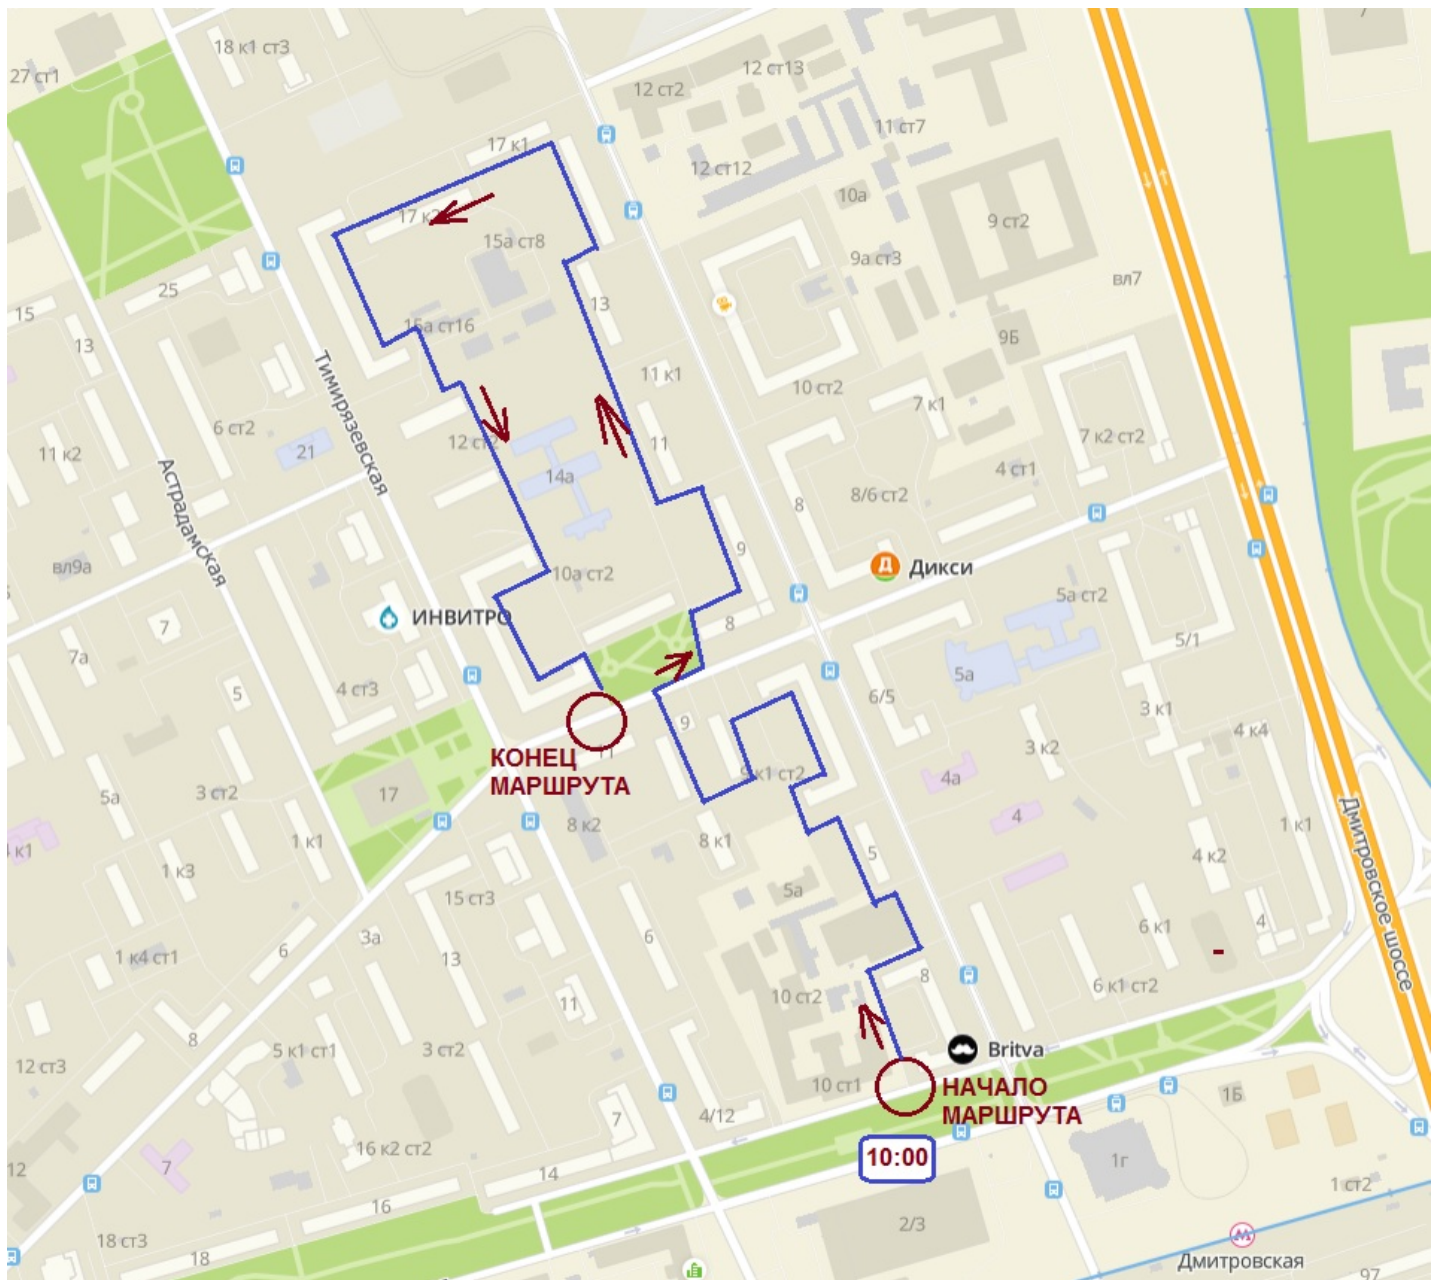 18 к1 ст3
27 ст1
12 ст13
12 ст2
11 ст7
17 к1
12 ст12
10а
9 ст2
15а ст8
9а ст3
вл7
25
15
13
13
15а ст16
9Б
Тимирязевская
11 к1
10 ст2
7 к1
6 ст2
12 ст2
11
7 к2 ст2
11 к2
21
14а
4 ст1
8/6 ст2
8
Астрадамская
9
вл9а
10а ст2
Д
Дикси
5а ст2
ИНВИТРО
7
8
7а
5/1
5а
4 ст3
5
6/5
3 к1
9
4 к4
3 к2
КОНЕЦ
МАРШРУТА
9 к1 ст2
4а
5а
3 ст2
17
8 к2
4
1 к1
Дмитровское шоссе
1 к1
8 к1
5
4 к2
1 к3
5а
15 ст3
6 к1
4
3а
6
6
1 к4 ст1
13
10 ст2
8
6 к1 ст2
11
8
Britva
5 к1 ст1
3 ст2
12 ст3
10 ст1
НАЧАЛО
МАРШРУТА
1Б
4/12
7
16 к2 ст2
10:00
7
12
14
1г
1 ст2
16
2/3
18 ст3
18
Дмитровская
97